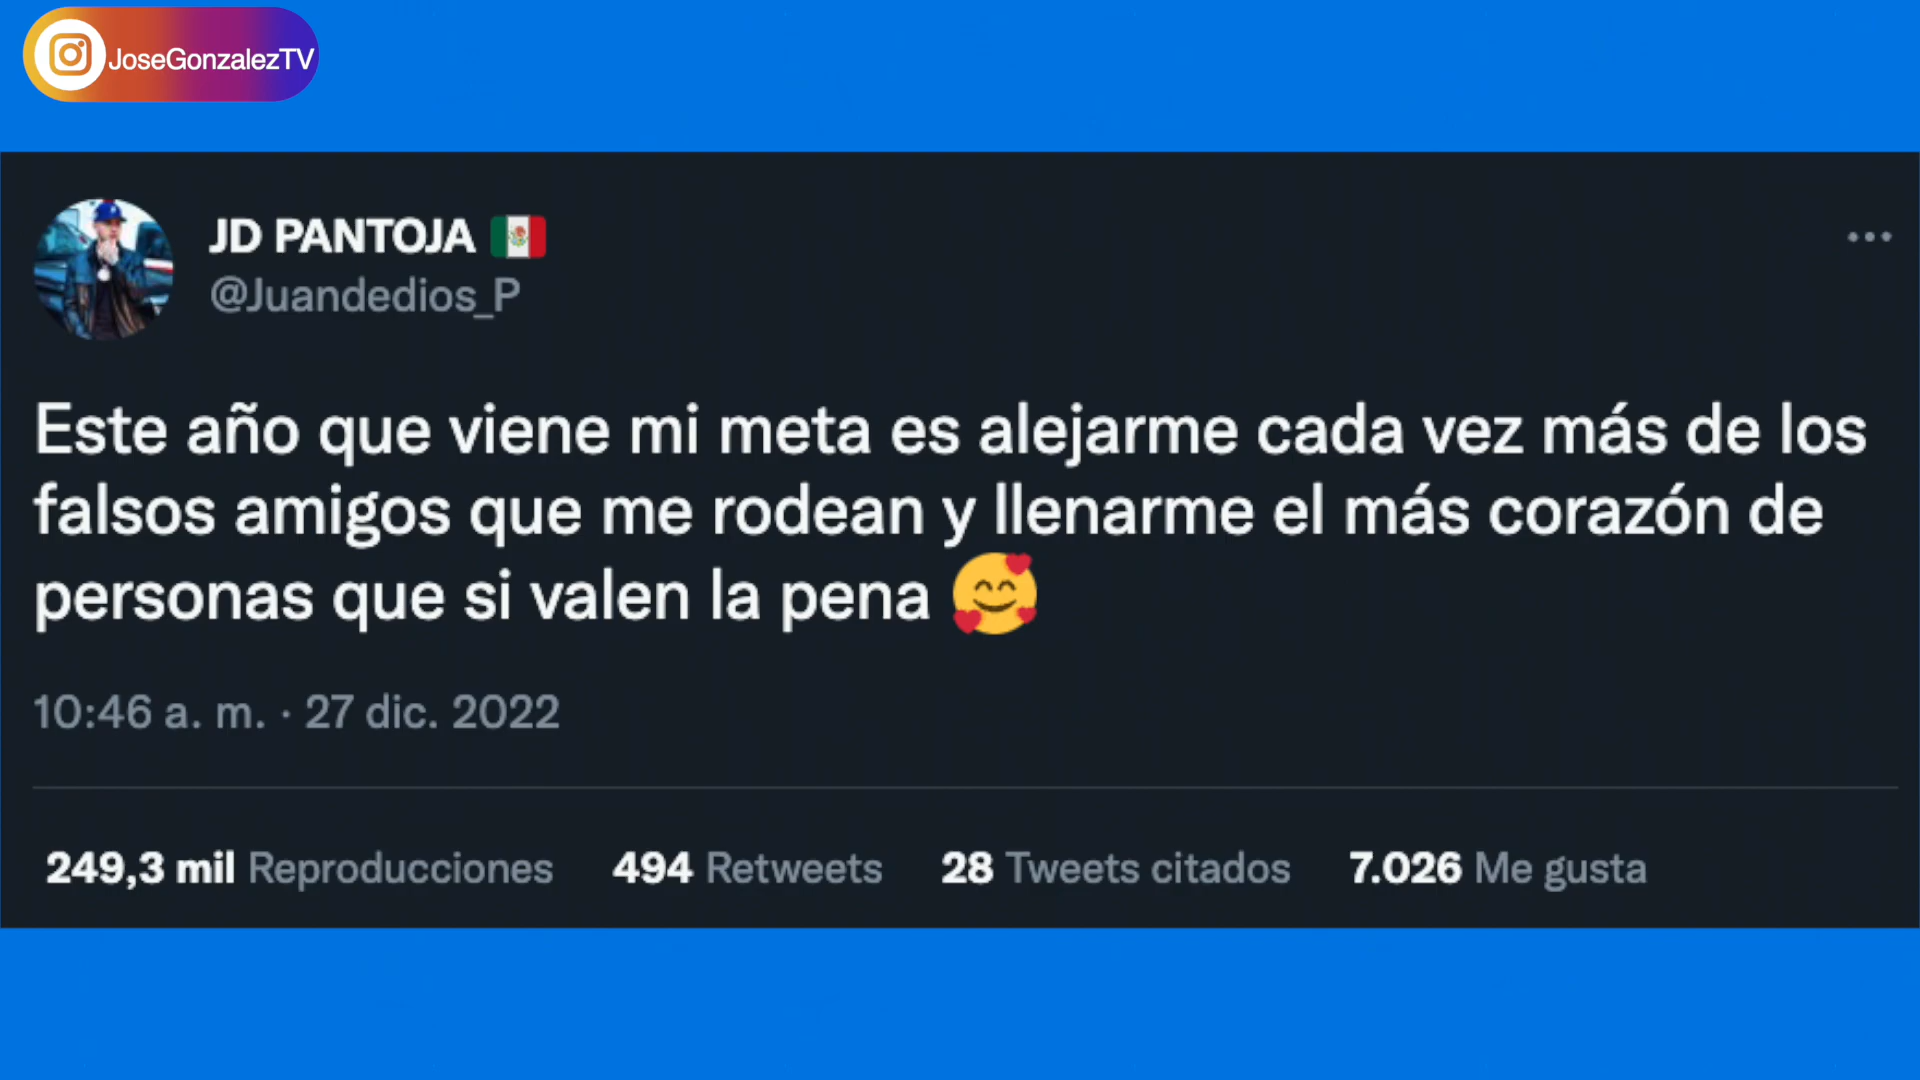 JoseGonzalezTV
JD PANTOJA 🇲🇽
@Juandedios_P
Este año que viene mi meta es alejarme cada vez más de los
falsos amigos que me rodean y llenarme el más corazón de
personas que si valen la pena 🥰
10:46 a. m. · 27 dic. 2022
249,3 mil Reproducciones 494 Retweets 28 Tweets citados 7.026 Me gusta